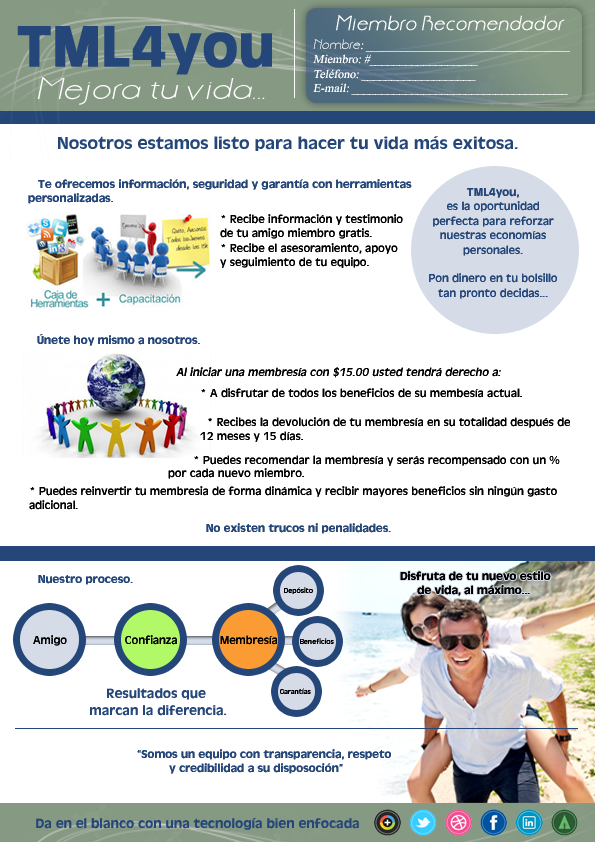 TML4you
Mejora tu vida...
Miembro Recomendador
Nombre:
Miembro: #
Teléfono:
E-mail:
Nosotros estamos listo para hacer tu vida más exitosa.
Te ofrecemos información, seguridad y garantía con herramientas
personalizadas.
Caja de
Herramientas
+
Capacitación
* Recibe información y testimonio
de tu amigo miembro gratis.
* Recibe el asesoramiento, apoyo
y seguimiento de tu equipo.
TML4you,
es la oportunidad
perfecta para reforzar
nuestras economías
personales.
Pon dinero en tu bolsillo
tan pronto decidas...
Únete hoy mismo a nosotros.
Al iniciar una membresía con $15.00 usted tendrá derecho a:
* A disfrutar de todos los beneficios de su membesía actual.
* Recibes la devolución de tu membresía en su totalidad después de
12 meses y 15 días.
* Puedes recomendar la membresía y serás recompensado con un %
por cada nuevo miembro.
* Puedes reinvertir tu membresia de forma dinámica y recibir mayores beneficios sin ningún gasto
adicional.
No existen trucos ni penalidades.
Nuestro proceso.
Amigo
Confianza
Membresía
Depósito
Beneficios
Garantías
Resultados que
marcan la diferencia.
Disfruta de tu nuevo estilo
de vida, al máximo...
"Somos un equipo con transparencia, respeto
y credibilidad a su disposoción"
Da en el blanco con una tecnología bien enfocada